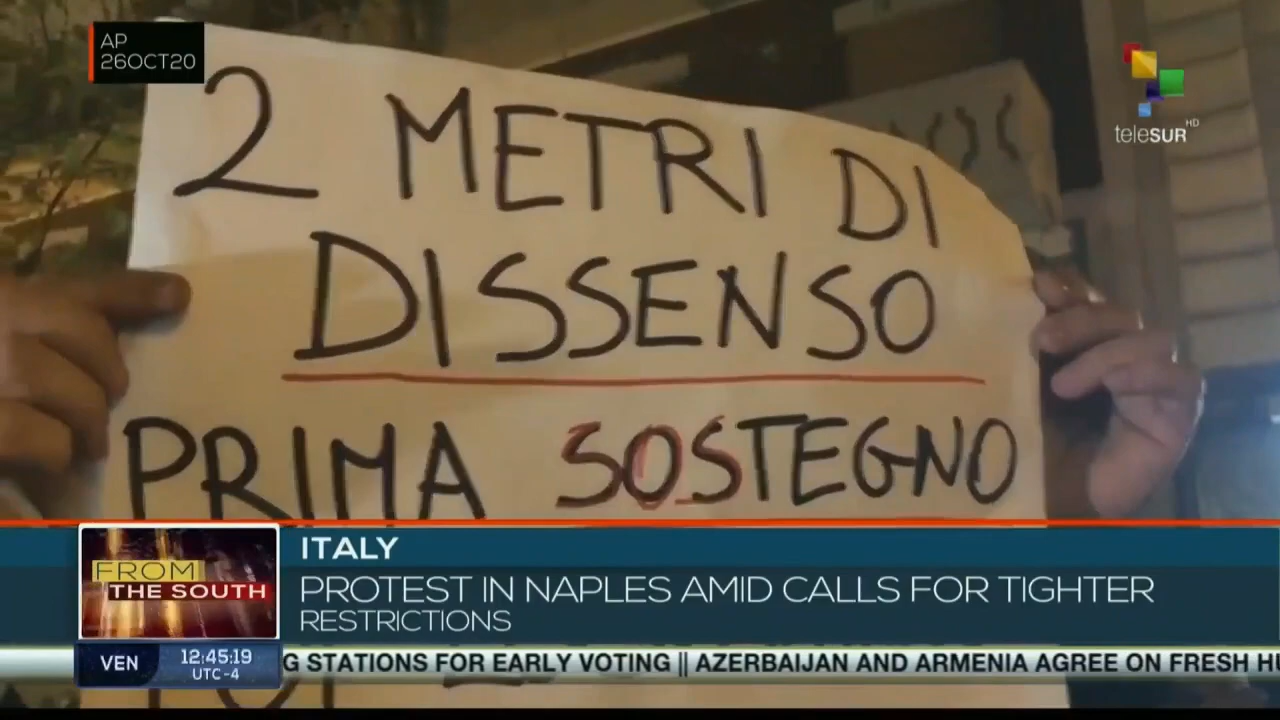 AP
26OCT20
teleSUR HD
2 METRI DI
DISSENSO
PRIMA SOSTEGNO
ITALY
FROM
THE SOUTH
PROTEST IN NAPLES AMID CALLS FOR TIGHTER
RESTRICTIONS
VEN
12:45:19
UTC-4
G STATIONS FOR EARLY VOTING || AZERBAIJAN AND ARMENIA AGREE ON FRESH HU